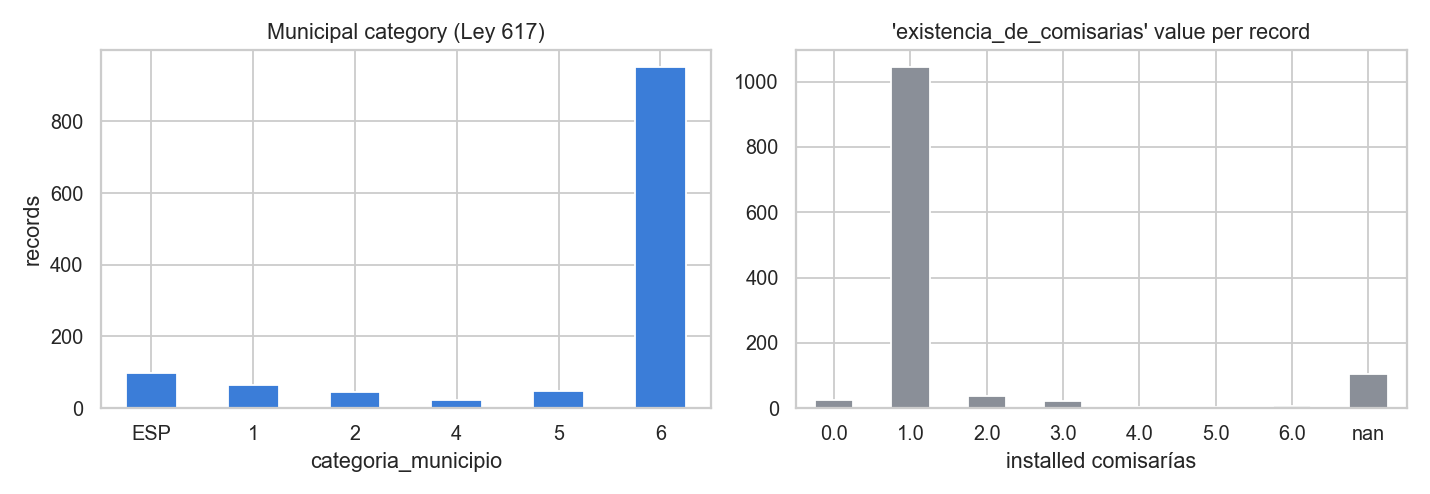 Municipal category (Ley 617)
records
800
600
400
200
0
ESP 1 2 4 5 6
categoria_municipio
'existencia_de_comisarias' value per record
1000
800
600
400
200
0
0.0 1.0 2.0 3.0 4.0 5.0 6.0 nan
installed comisarías